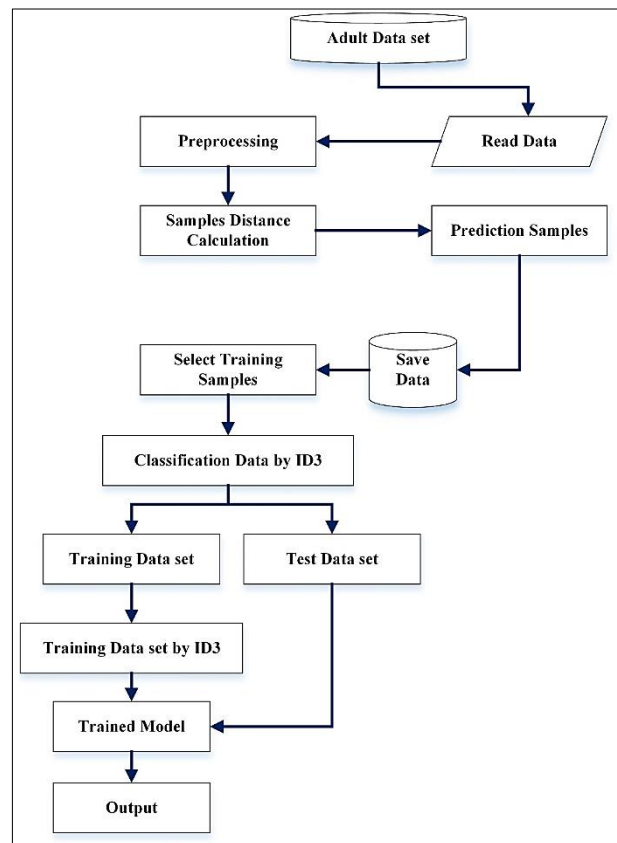 Adult Data set
Read Data
Preprocessing
Samples Distance
Calculation
Prediction Samples
Save
Data
Select Training
Samples
Classification Data by ID3
Training Data set
Test Data set
Training Data set by ID3
Trained Model
Output